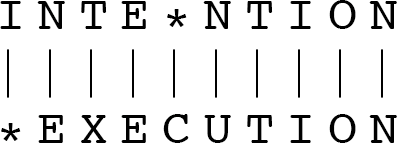 I N T E * N T I O N
| | | | | | | | | |
* E X E C U T I O N